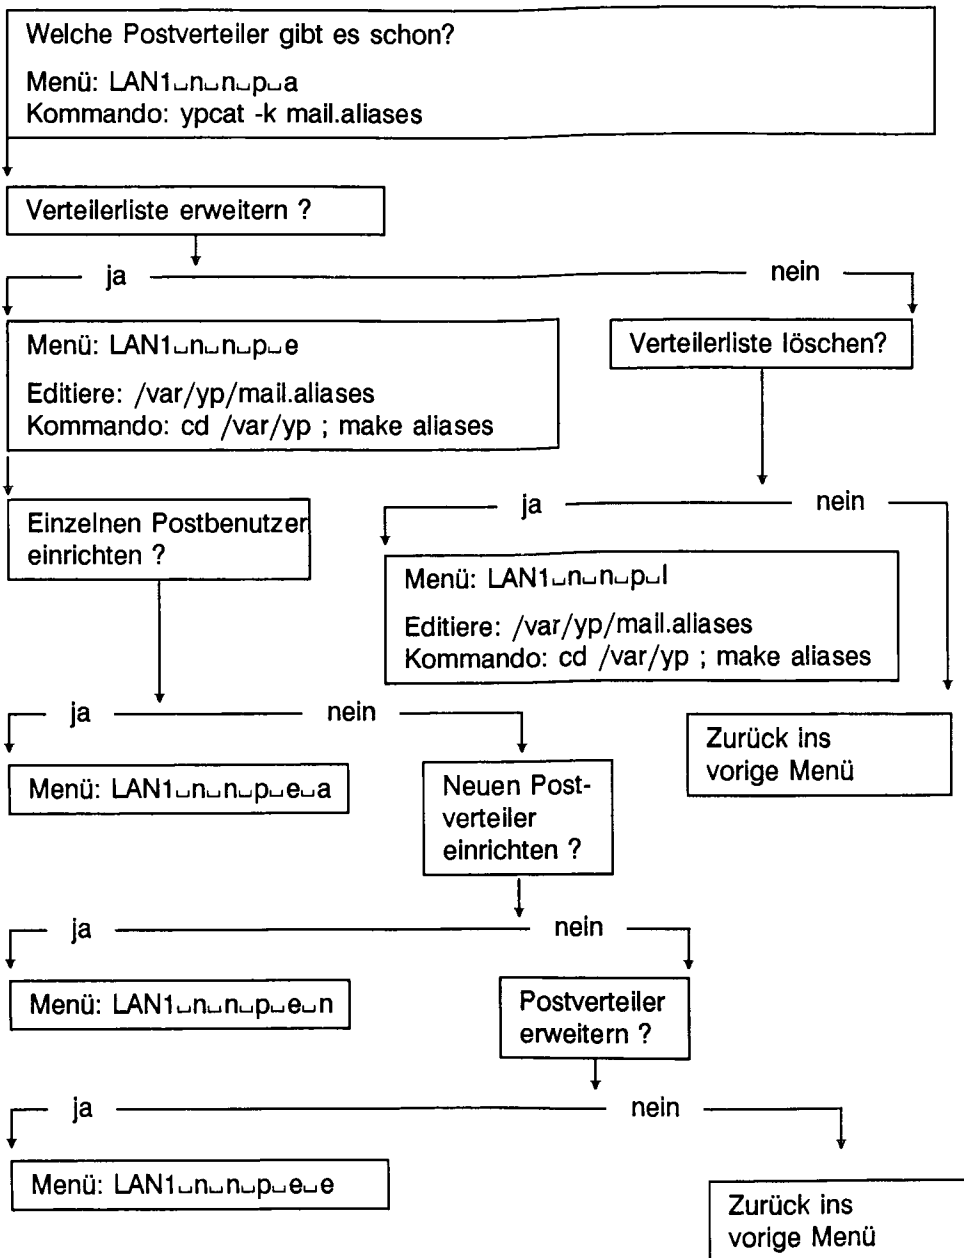 Welche Postverteiler gibt es schon?
Menü: LAN1␣n␣n␣p␣a
Kommando: ypcat -k mail.aliases
Verteilerliste erweitern ?
ja
nein
Menü: LAN1␣n␣n␣p␣e
Editiere: /var/yp/mail.aliases
Kommando: cd /var/yp ; make aliases
Verteilerliste löschen?
Einzelnen Postbenutzer
einrichten ?
ja
nein
Menü: LAN1␣n␣n␣p␣l
Editiere: /var/yp/mail.aliases
Kommando: cd /var/yp ; make aliases
ja
nein
Zurück ins
vorige Menü
Menü: LAN1␣n␣n␣p␣e␣a
Neuen Post-
verteiler
einrichten ?
ja
nein
Menü: LAN1␣n␣n␣p␣e␣n
Postverteiler
erweitern ?
ja
nein
Menü: LAN1␣n␣n␣p␣e␣e
Zurück ins
vorige Menü